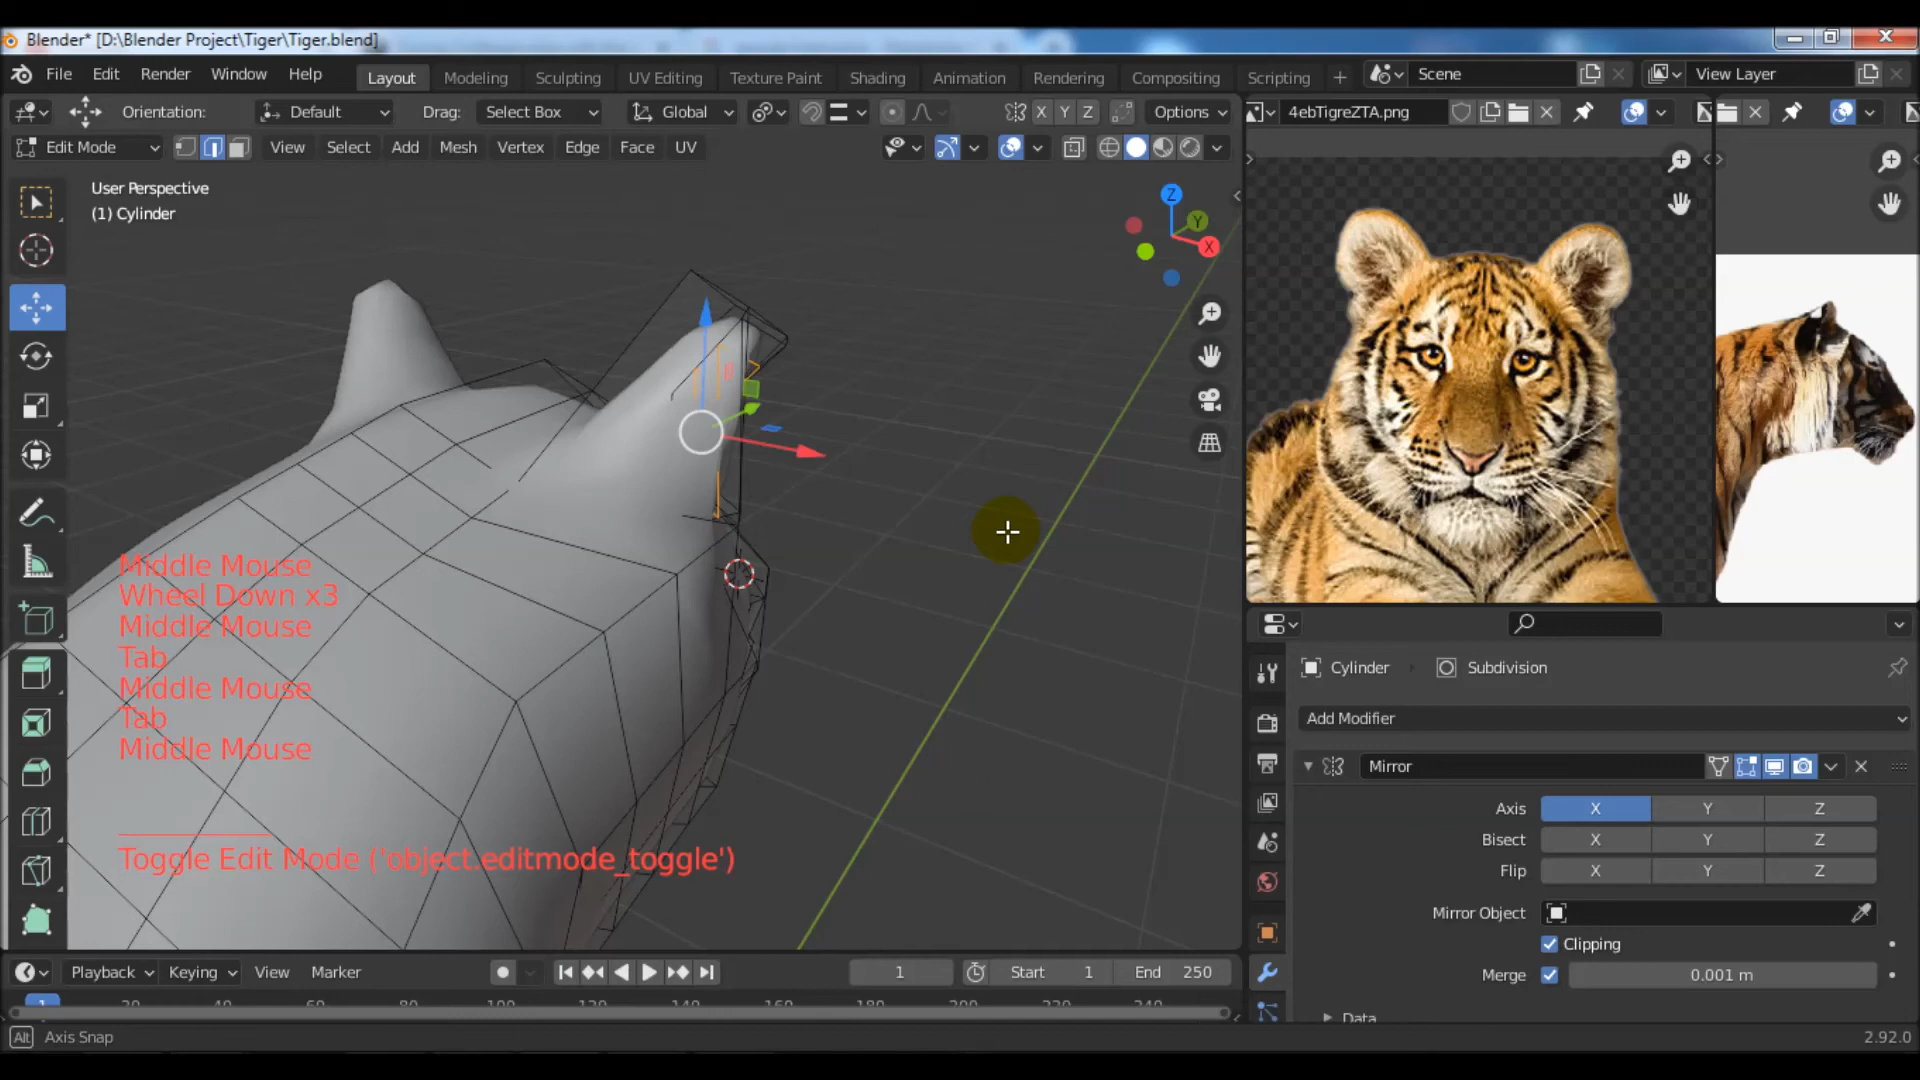 Blender* [D:\Blender Project\Tiger\Tiger.blend]
File Edit Render Window Help Layout Modeling Sculpting UV Editing Texture Paint Shading Animation Rendering Compositing Scripting + Scene View Layer
Orientation: Default Drag: Select Box Global X Y Z Options 4ebTigreZTA.png
Edit Mode View Select Add Mesh Vertex Edge Face UV
User Perspective
(1) Cylinder
Z
Y
X
Middle Mouse
Wheel Down x3
Middle Mouse
Tab
Middle Mouse
Tab
Middle Mouse
Toggle Edit Mode ('object.editmode_toggle')
Cylinder Subdivision
Add Modifier
Mirror
Axis X Y Z
Bisect X Y Z
Flip X Y Z
Mirror Object
Clipping
Merge 0.001 m
Data
Playback Keying View Marker 1 Start 1 End 250
1
Alt Axis Snap 2.92.0